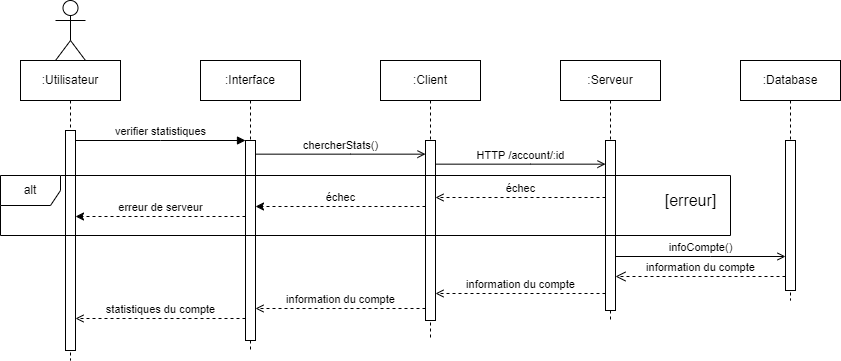 :Utilisateur
:Interface
:Client
:Serveur
:Database
verifier statistiques
chercherStats()
HTTP /account/:id
alt
[erreur]
échec
échec
erreur de serveur
infoCompte()
information du compte
information du compte
information du compte
statistiques du compte